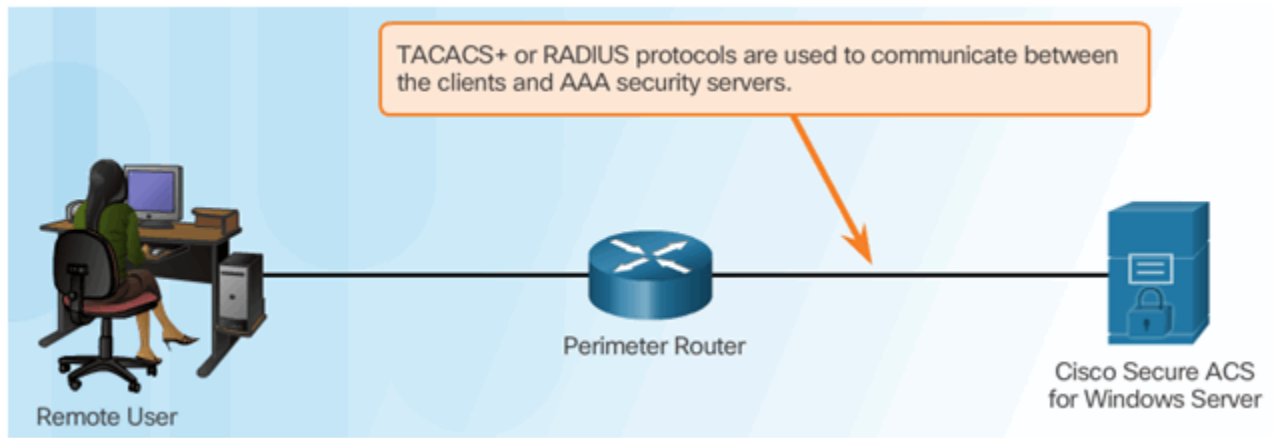 TACACS+ or RADIUS protocols are used to communicate between
the clients and AAA security servers.
Perimeter Router
Cisco Secure ACS
for Windows Server
Remote User